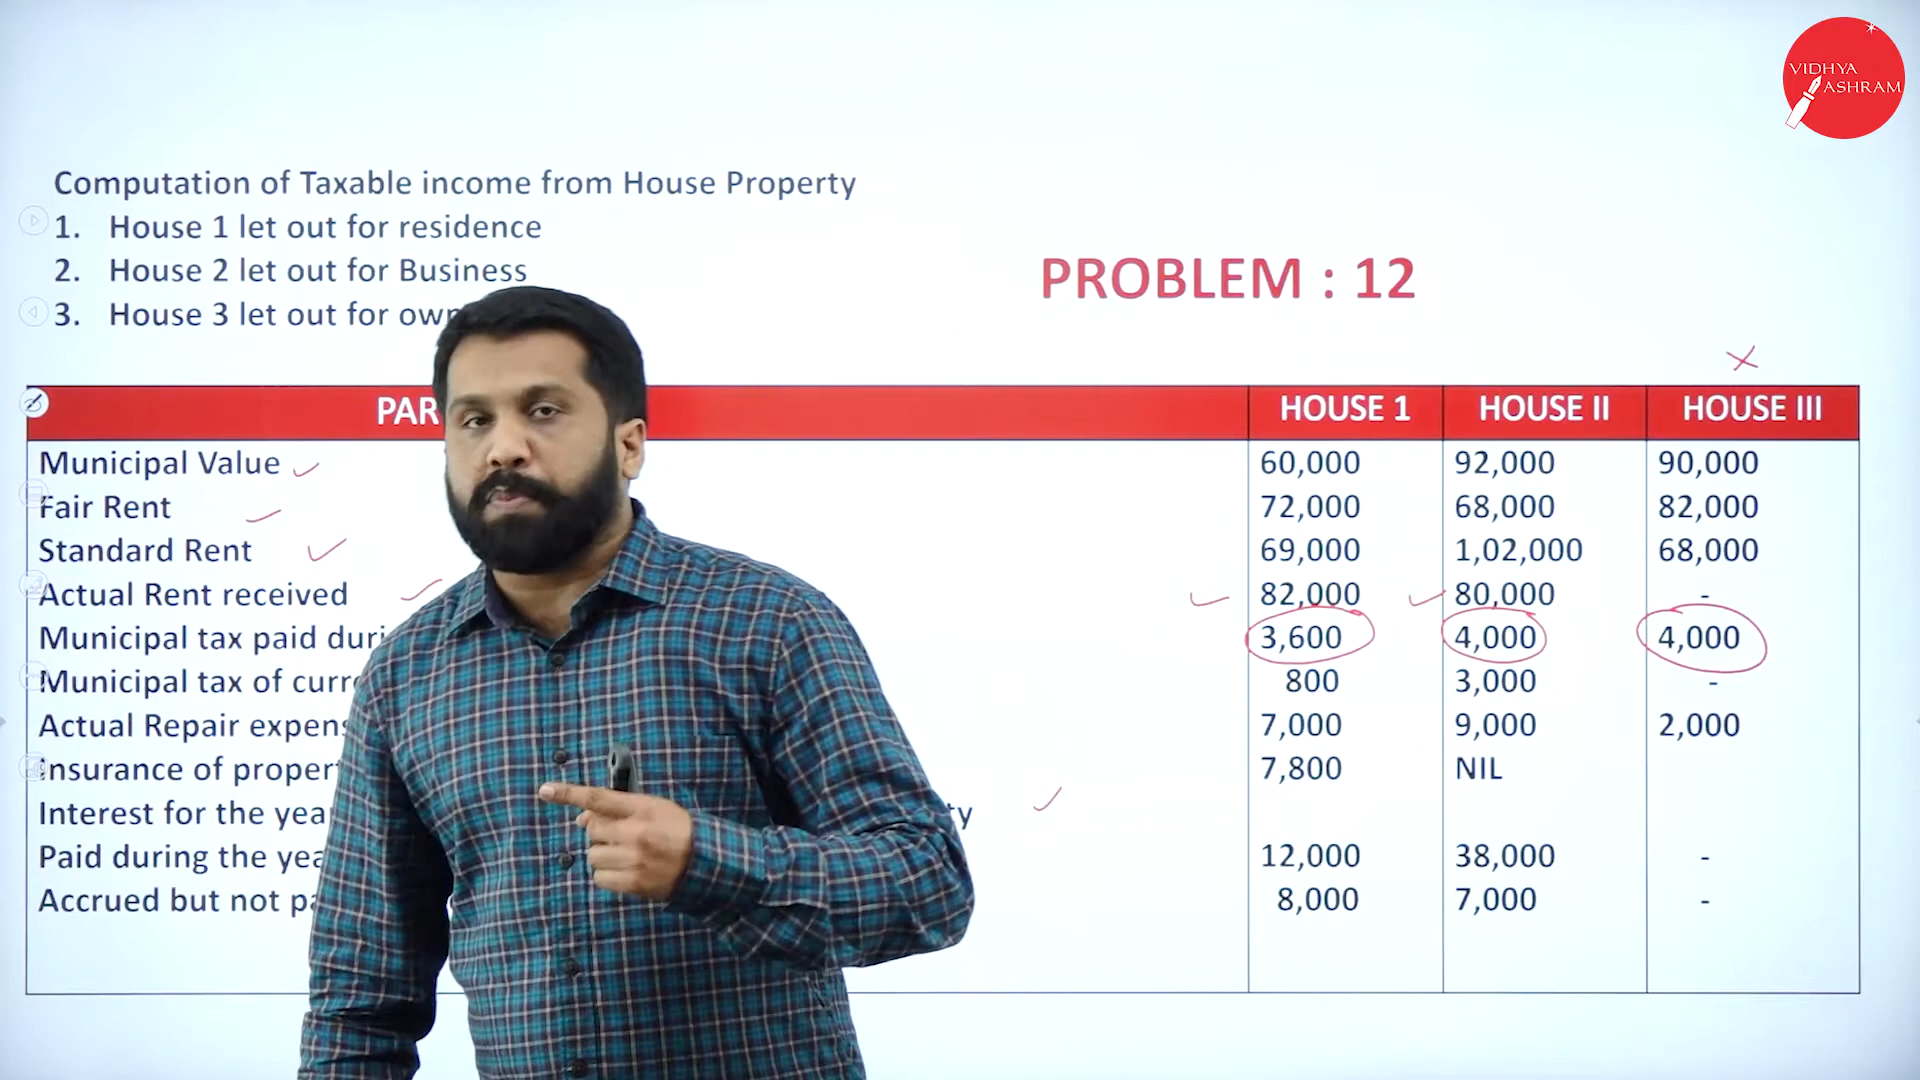 VIDHYA
ASHRAM
Computation of Taxable income from House Property
1. House 1 let out for residence
2. House 2 let out for Business
3. House 3 let out for
PROBLEM : 12
HOUSE 1 HOUSE II HOUSE III
Municipal Value 60,000 92,000 90,000
Fair Rent 72,000 68,000 82,000
Standard Rent 69,000 1,02,000 68,000
Actual Rent received 82,000 80,000 -
Municipal tax paid 3,600 4,000 4,000
Municipal tax of 800 3,000 -
Actual Repair 7,000 9,000 2,000
Insurance of 7,800 NIL
Interest for the
Paid during the 12,000 38,000 -
Accrued but not 8,000 7,000 -